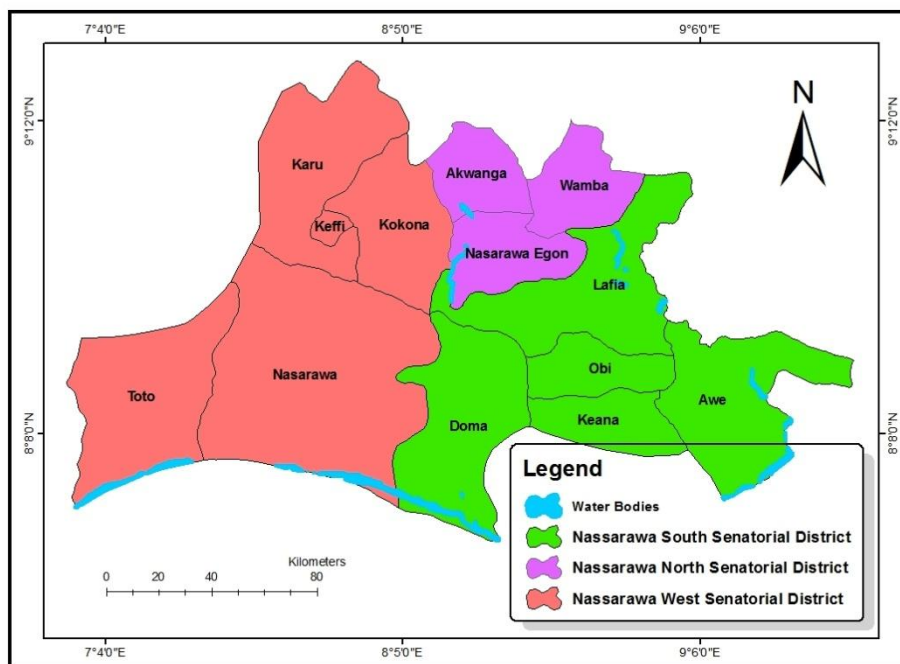 7°4'0"E 8°5'0"E 9°6'0"E
9°12'0"N 9°12'0"N
N
Karu
Akwanga
Wamba
Keffi
Kokona
Nasarawa Egon
Lafia
Nasarawa
Obi
Toto
Awe
Doma
Keana
8°8'0"N 8°8'0"N
Legend
Water Bodies
Nassarawa South Senatorial District
Nassarawa North Senatorial District
Nassarawa West Senatorial District
Kilometers
0 20 40 60 80
7°4'0"E 8°5'0"E 9°6'0"E